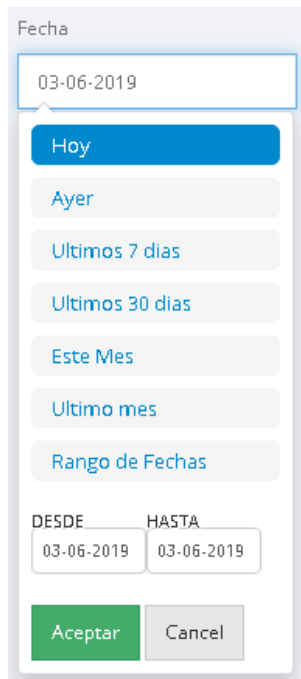 Fecha
03-06-2019
Hoy
Ayer
Ultimos 7 dias
Ultimos 30 dias
Este Mes
Ultimo mes
Rango de Fechas
DESDE HASTA
03-06-2019 03-06-2019
Aceptar Cancel